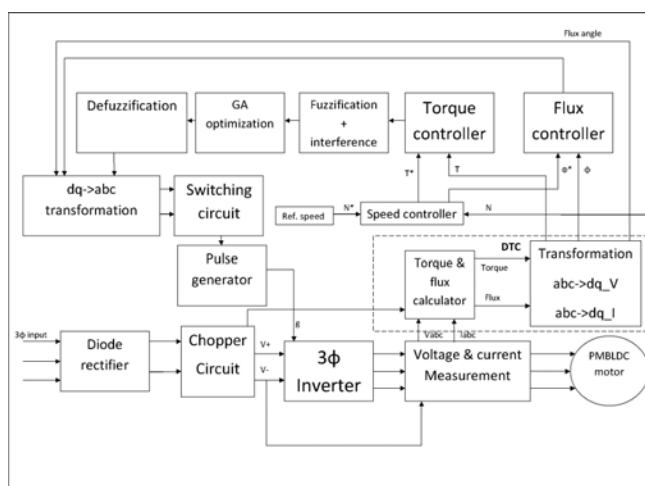 Flux angle
Defuzzification
GA
optimization
Fuzzification
+
interference
Torque
controller
Flux
controller
T*
T
Φ*
ϕ
dq->abc
transformation
Switching
circuit
Ref. speed
N*
Speed controller
N
Pulse
generator
DTC
Torque &
flux
calculator
Torque
Flux
Transformation
abc->dq_V
abc->dq_I
g
Vabc
Iabc
3ϕ input
Diode
rectifier
Chopper
Circuit
V+
V-
3ϕ
Inverter
Voltage & current
Measurement
PMBLDC
motor